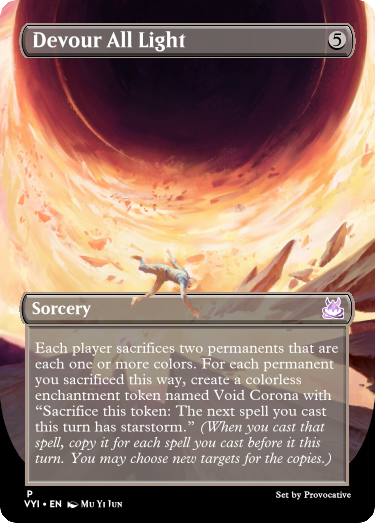 Devour All Light 5
Sorcery
Each player sacrifices two permanents that are
each one or more colors. For each permanent
you sacrificed this way, create a colorless
enchantment token named Void Corona with
“Sacrifice this token: The next spell you cast
this turn has starstorm.” (When you cast that
spell, copy it for each spell you cast before it this
turn. You may choose new targets for the copies.)
P
VYI • EN Mu Yi Jun
Set by Provocative